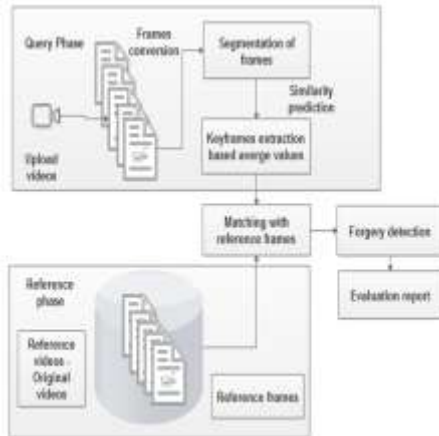 Query Phase
Frames
conversion
Segmentation of
frames
Similarity
prediction
Upload
videos
Keyframes extraction
based averge values
Matching with
reference frames
Forgery detection
Evaluation report
Reference
phase
Reference
videos -
Original
videos
Reference frames